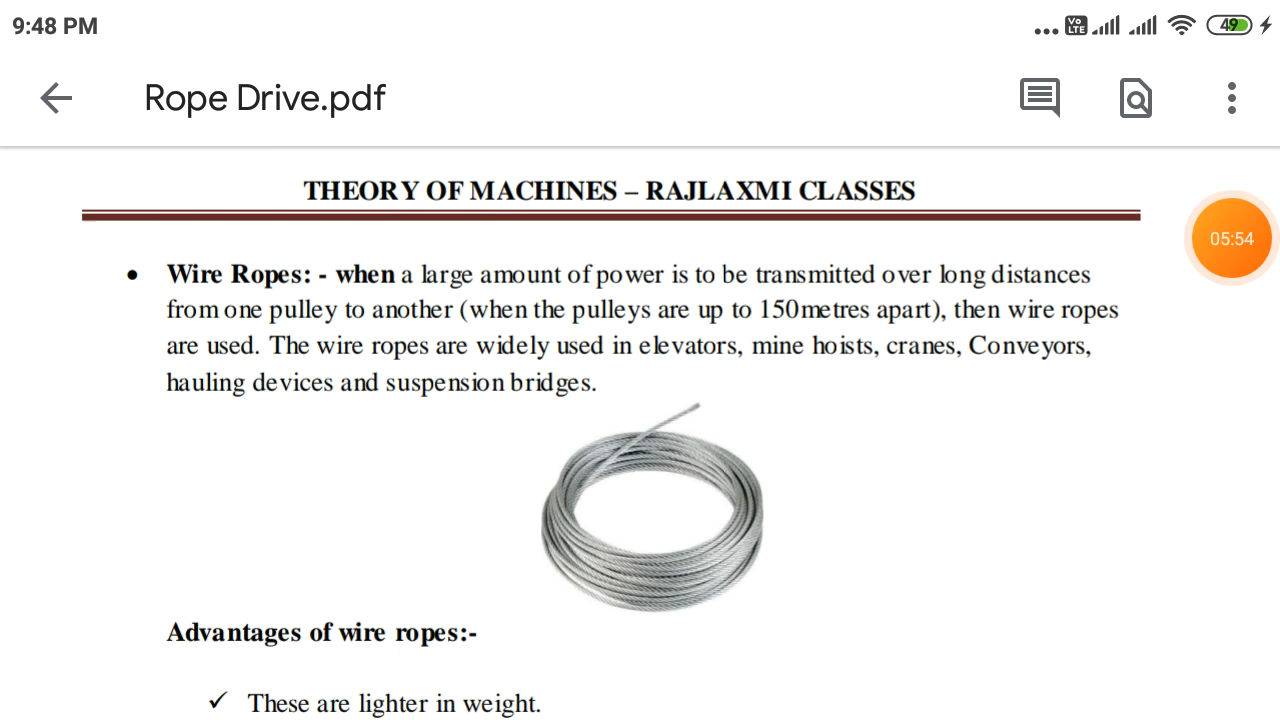 9:48 PM
Vo LTE
49
Rope Drive.pdf
THEORY OF MACHINES – RAJLAXMI CLASSES
05:54
• Wire Ropes: - when a large amount of power is to be transmitted over long distances
from one pulley to another (when the pulleys are up to 150metres apart), then wire ropes
are used. The wire ropes are widely used in elevators, mine hoists, cranes, Conveyors,
hauling devices and suspension bridges.
Advantages of wire ropes:-
✓ These are lighter in weight.